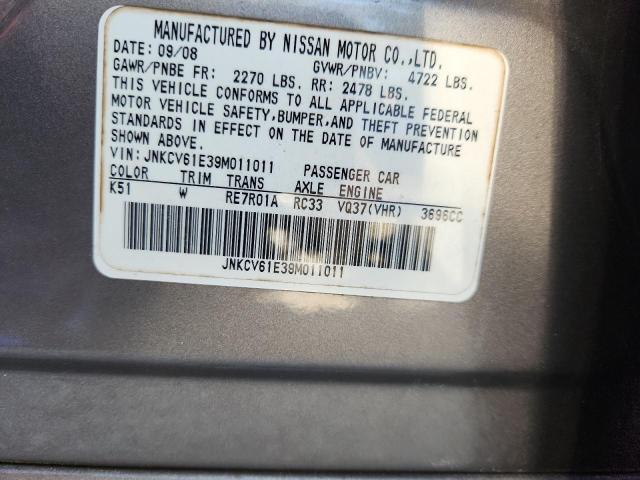 MANUFACTURED BY NISSAN MOTOR CO.,LTD.
DATE: 09/08 GVWR/PNBV: 4722 LBS.
GAWR/PNBE FR: 2270 LBS. RR: 2478 LBS.
THIS VEHICLE CONFORMS TO ALL APPLICABLE FEDERAL
MOTOR VEHICLE SAFETY,BUMPER,AND THEFT PREVENTION
STANDARDS IN EFFECT ON THE DATE OF MANUFACTURE
SHOWN ABOVE.
VIN: JNKCV61E39M011011 PASSENGER CAR
COLOR TRIM TRANS AXLE ENGINE
K51 W RE7R01A RC33 VQ37(VHR) 3696CC
JNKCV61E39M011011